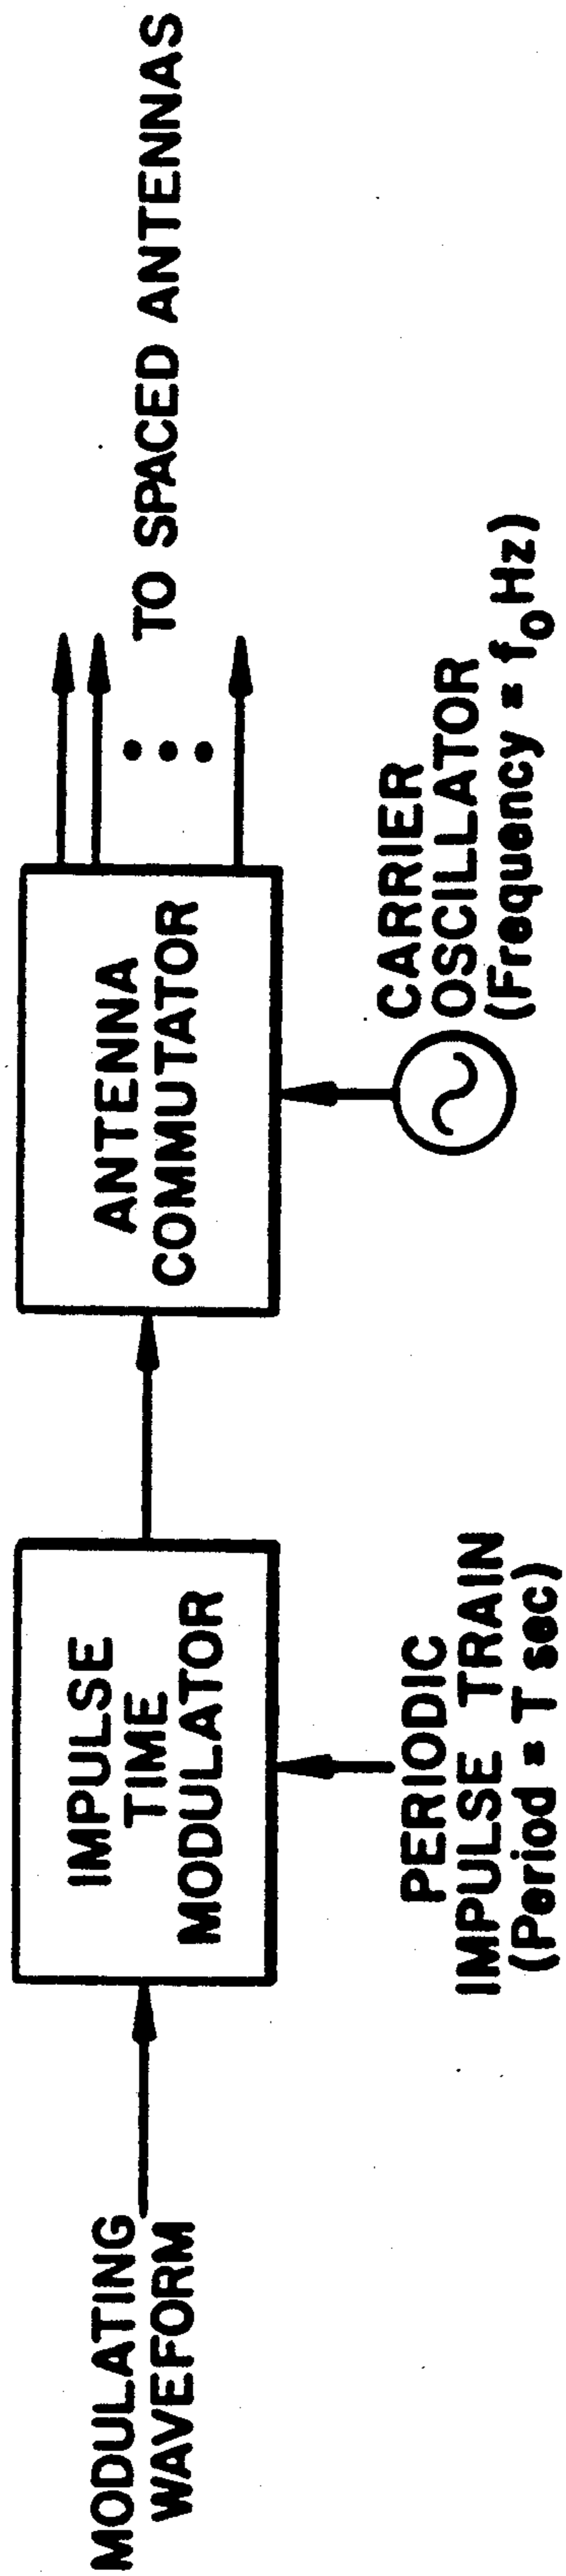 MODULATING
WAVEFORM
IMPULSE
TIME
MODULATOR
PERIODIC
IMPULSE TRAIN
(Period = T sec)
ANTENNA
COMMUTATOR
CARRIER
OSCILLATOR
(Frequency = fo Hz)
TO SPACED ANTENNAS